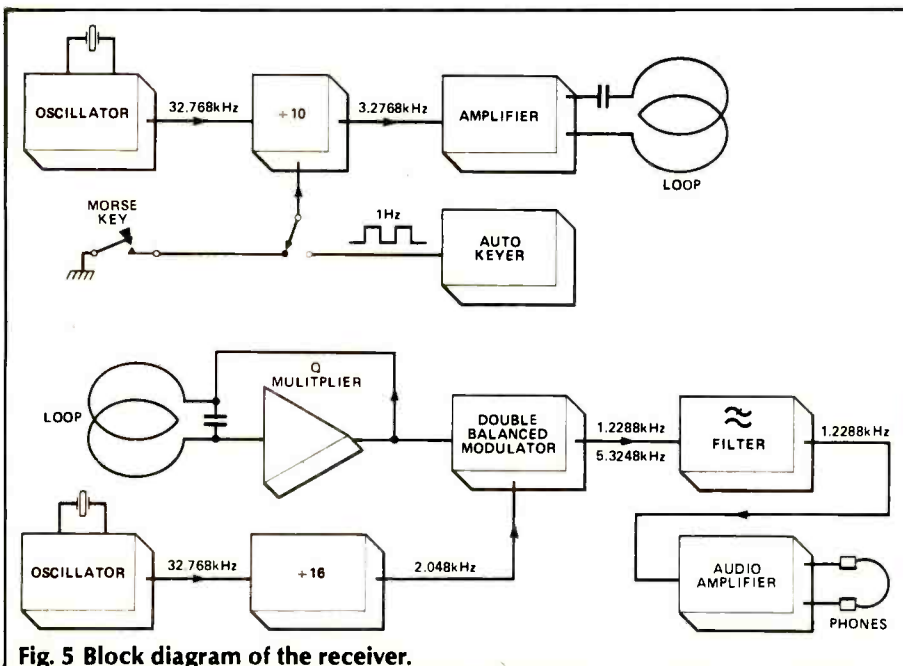 OSCILLATOR
32.768kHz
÷10
3.2768kHz
AMPLIFIER
LOOP
MORSE
KEY
1Hz
AUTO
KEYER
LOOP
Q
MULITPLIER
DOUBLE
BALANCED
MODULATOR
1.2288kHz
5.3248kHz
FILTER
1.2288kHz
OSCILLATOR
32.768kHz
÷16
2.048kHz
AUDIO
AMPLIFIER
PHONES
Fig. 5 Block diagram of the receiver.